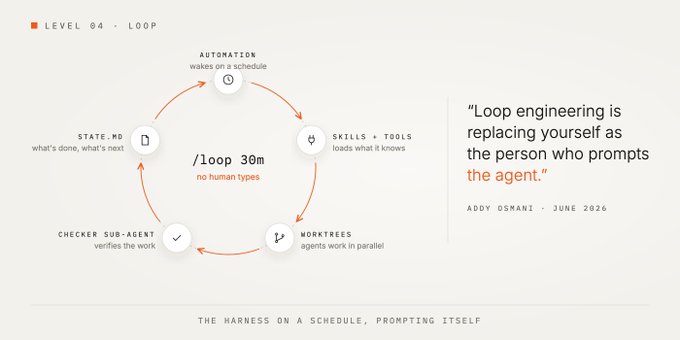 LEVEL 04 · LOOP
AUTOMATION
wakes on a schedule
SKILLS + TOOLS
loads what it knows
WORKTREES
agents work in parallel
CHECKER SUB-AGENT
verifies the work
STATE.MD
what's done, what's next
/loop 30m
no human types
“Loop engineering is
replacing yourself as
the person who prompts
the agent.”
ADDY OSMANI · JUNE 2026
THE HARNESS ON A SCHEDULE, PROMPTING ITSELF